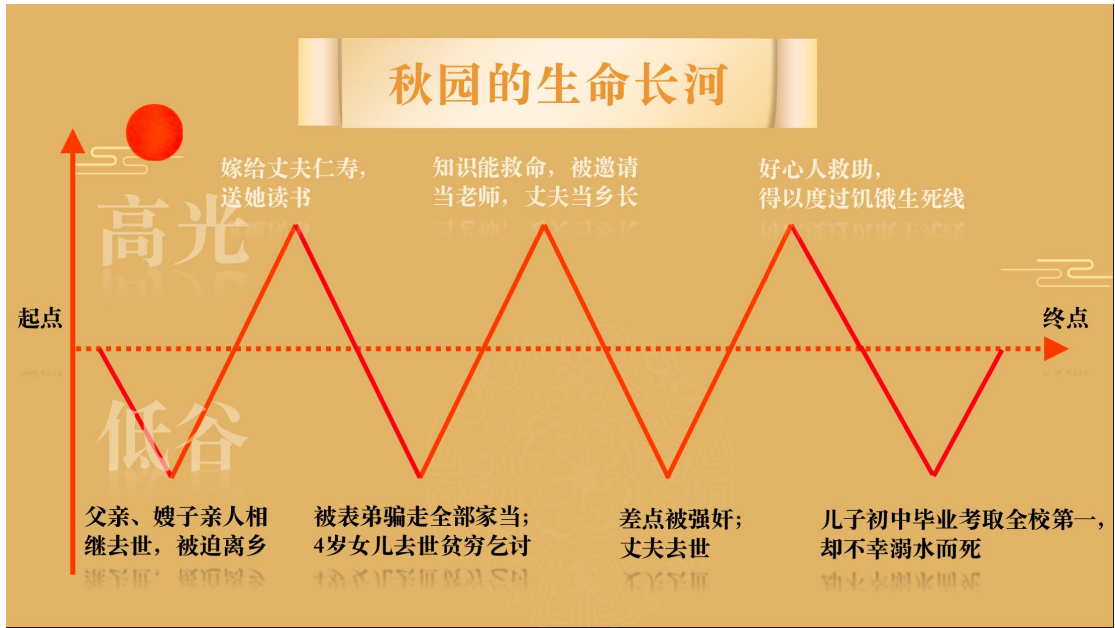 秋园的生命长河
嫁给丈夫仁寿，
送她读书
知识能救命，被邀请
当老师，丈夫当乡长
好心人救助，
得以度过饥饿生死线
高光
起点
终点
低谷
父亲、嫂子亲人相
继去世，被迫离乡
被表弟骗走全部家当；
4岁女儿去世贫穷乞讨
差点被强奸；
丈夫去世
儿子初中毕业考取全校第一，
却不幸溺水而死